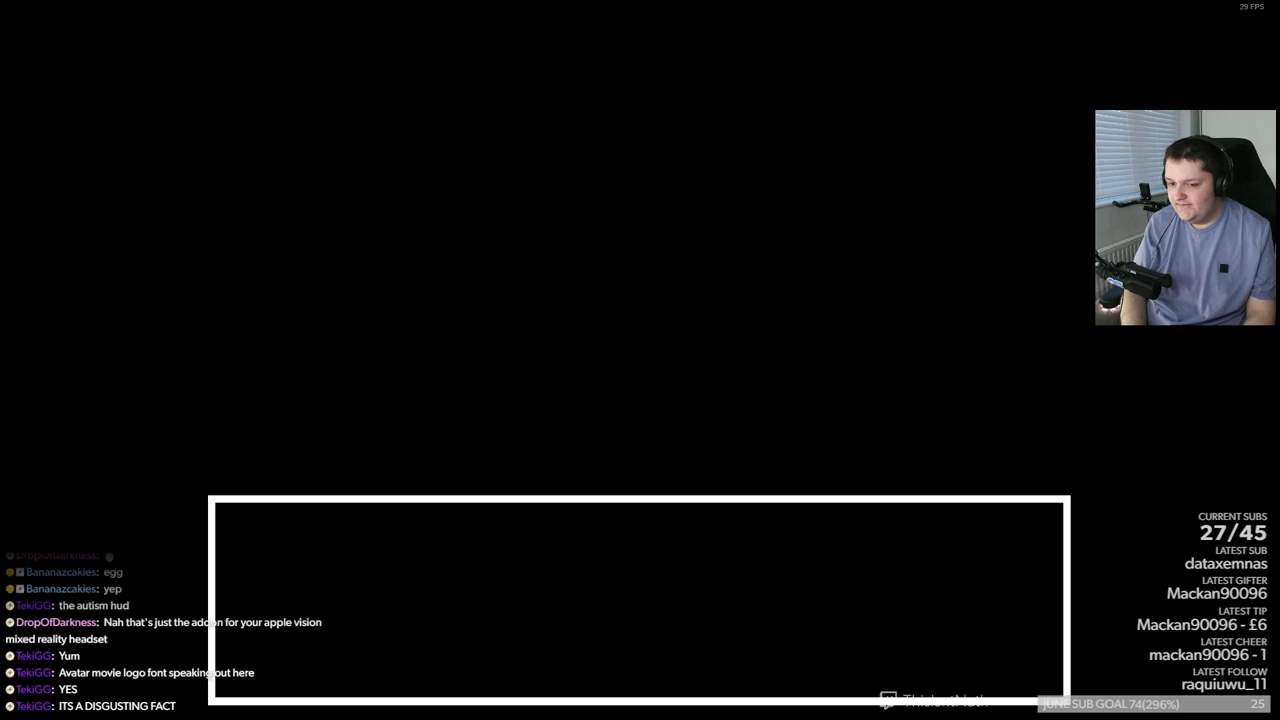 29 FPS
DropOfDarkness:
Bananazcakies: egg
Bananazcakies: yep
TekiGG: the autism hud
DropOfDarkness: Nah that's just the addon for your apple vision
mixed reality headset
TekiGG: Yum
TekiGG: Avatar movie logo font speaking out here
TekiGG: YES
TekiGG: ITS A DISGUSTING FACT
CURRENT SUBS
27/45
LATEST SUB
dataxemnas
LATEST GIFTER
Mackan90096
LATEST TIP
Mackan90096 - £6
LATEST CHEER
mackan90096 - 1
LATEST FOLLOW
raquiuwu_11
JUNE SUB GOAL 74(296%) 25